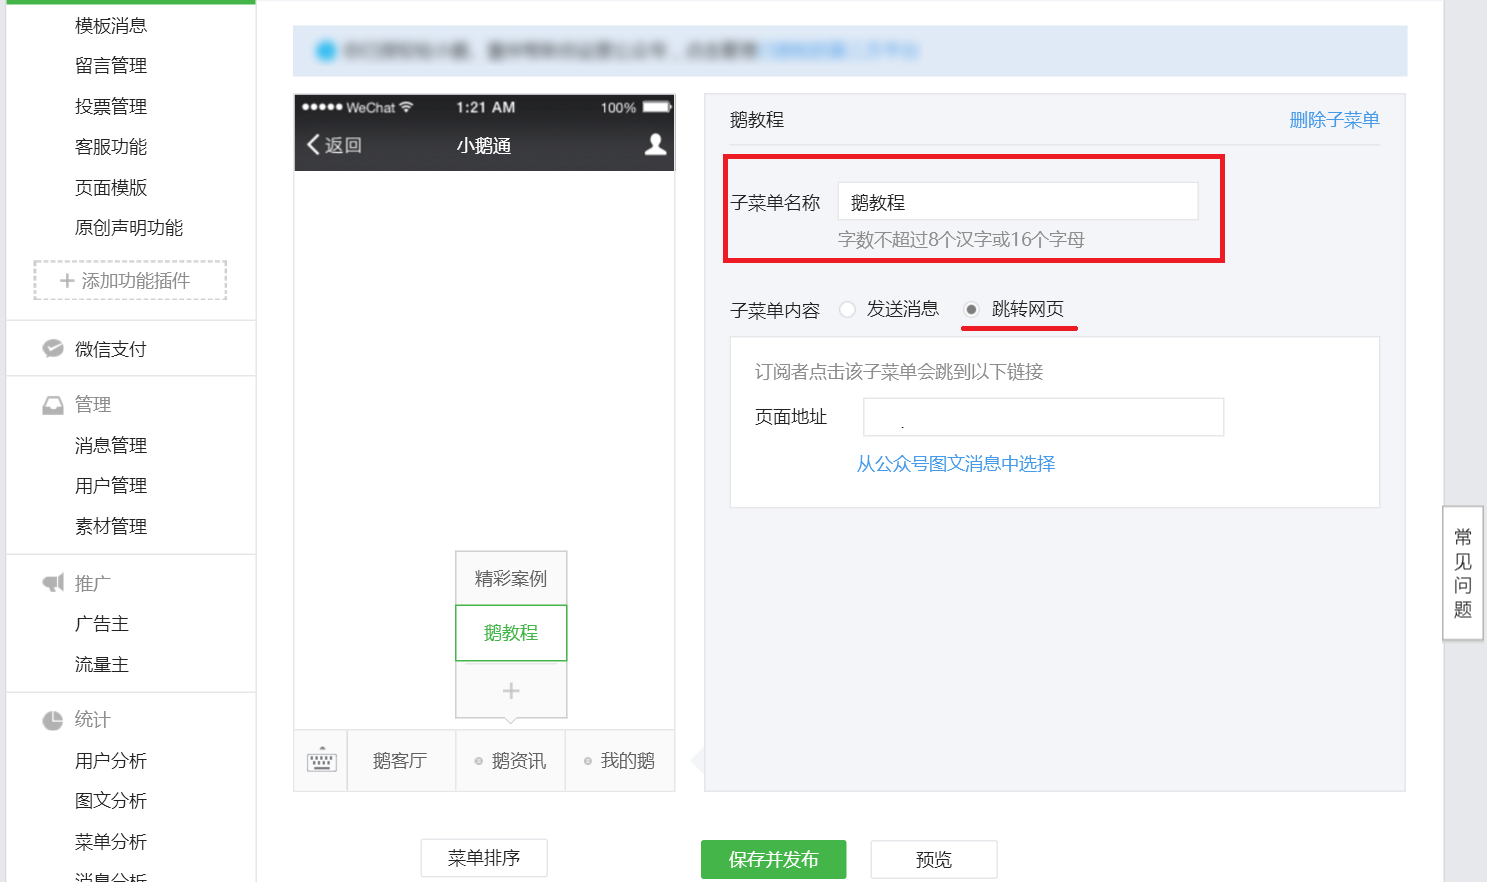 模板消息
留言管理
投票管理
客服功能
页面模版
原创声明功能
+ 添加功能插件
微信支付
管理
消息管理
用户管理
素材管理
推广
广告主
流量主
统计
用户分析
图文分析
菜单分析
消息分析
●●●●● WeChat 1:21 AM 100%
返回 小鹅通
精彩案例
鹅教程
+
鹅客厅 鹅资讯 我的鹅
鹅教程 删除子菜单
子菜单名称 鹅教程
字数不超过8个汉字或16个字母
子菜单内容 发送消息 跳转网页
订阅者点击该子菜单会跳到以下链接
页面地址 .
从公众号图文消息中选择
菜单排序 保存并发布 预览
常
见
问
题